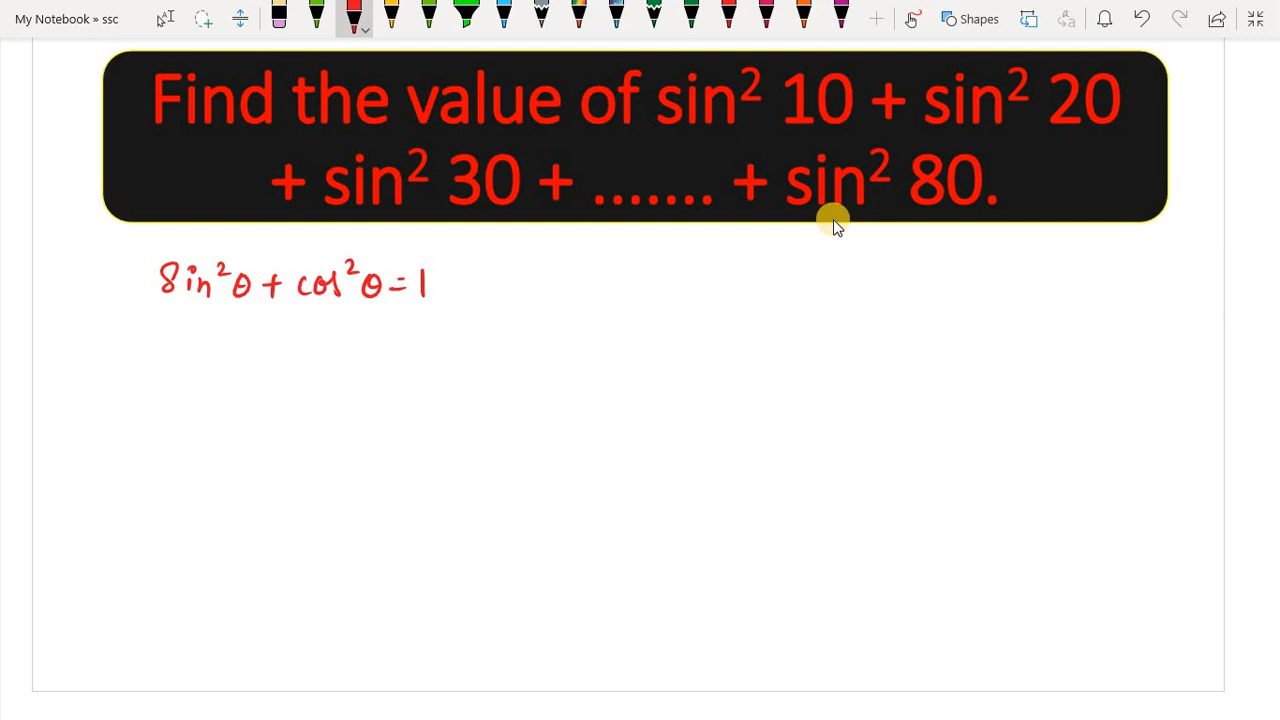 My Notebook » ssc
Shapes
Find the value of sin² 10 + sin² 20
+ sin² 30 + ....... + sin² 80.
Sin²θ + cos²θ = 1